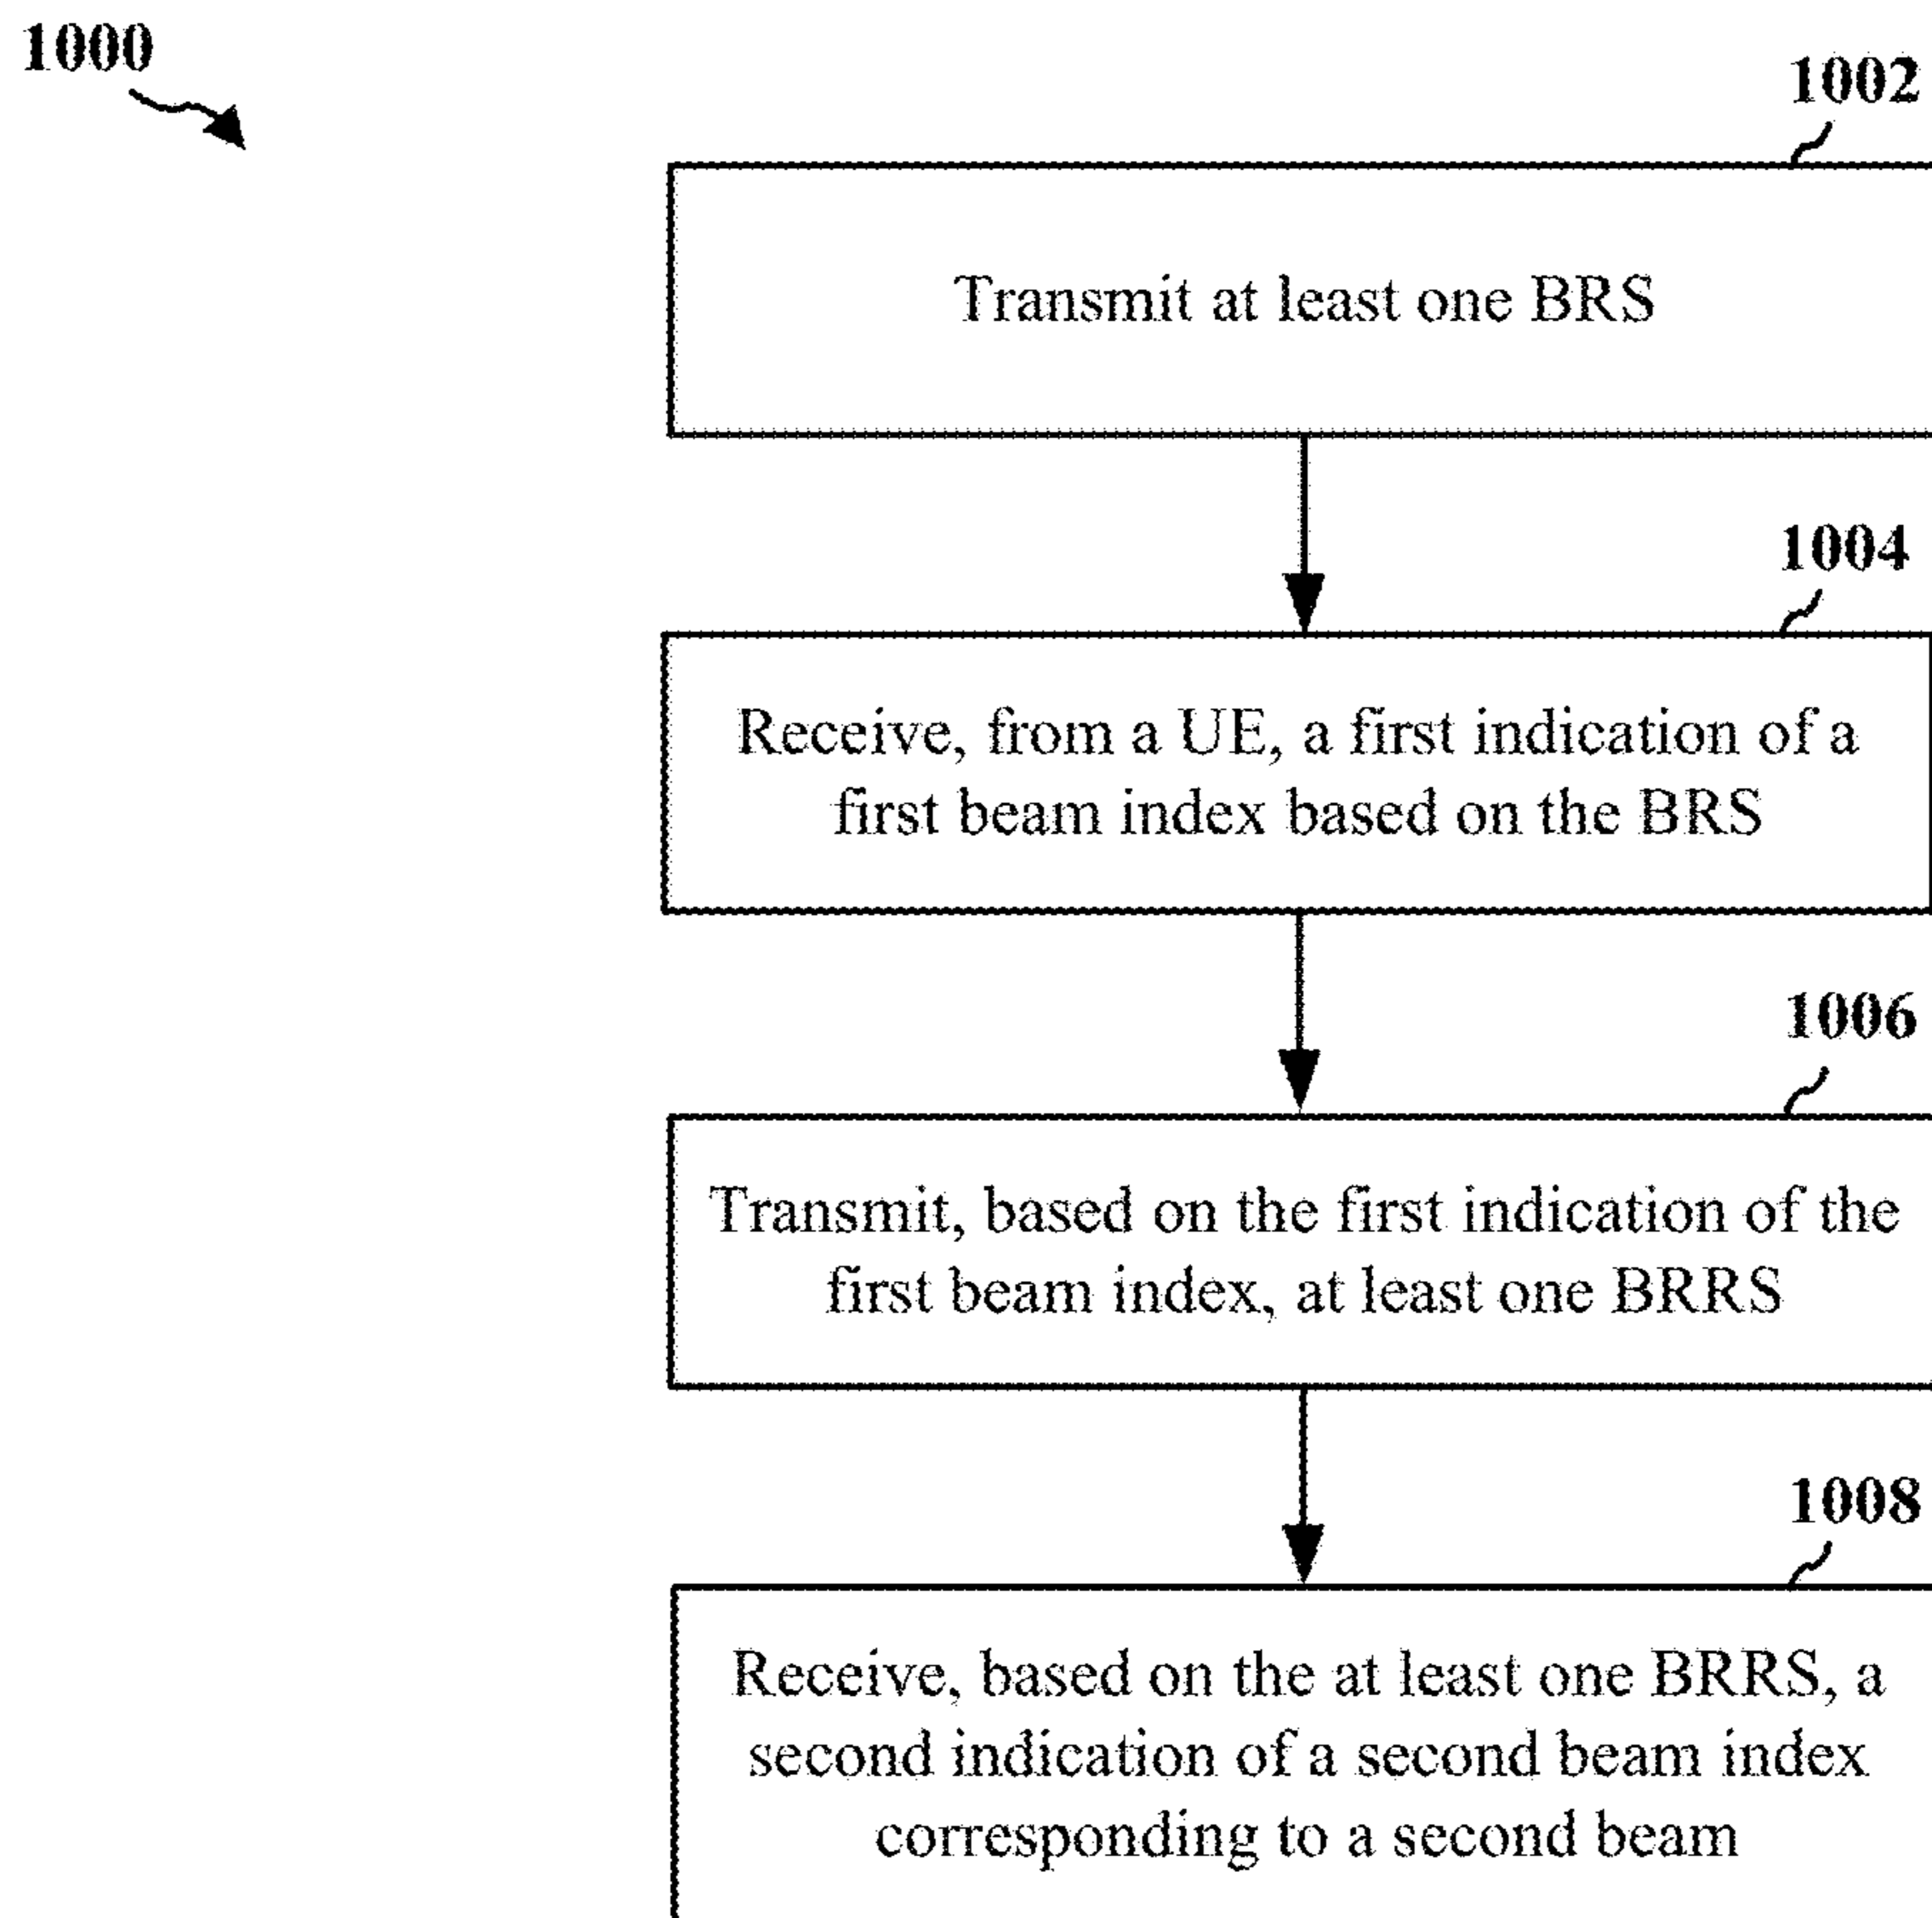 1000
1002
Transmit at least one BRS
1004
Receive, from a UE, a first indication of a
first beam index based on the BRS
1006
Transmit, based on the first indication of the
first beam index, at least one BRRS
1008
Receive, based on the at least one BRRS, a
second indication of a second beam index
corresponding to a second beam